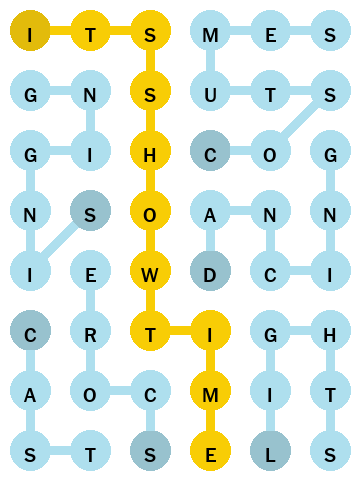 I T S M E S
G N S U T S
G I H C O G
N S O A N N
I E W D C I
C R T I G H
A O C M I T
S T S E L S